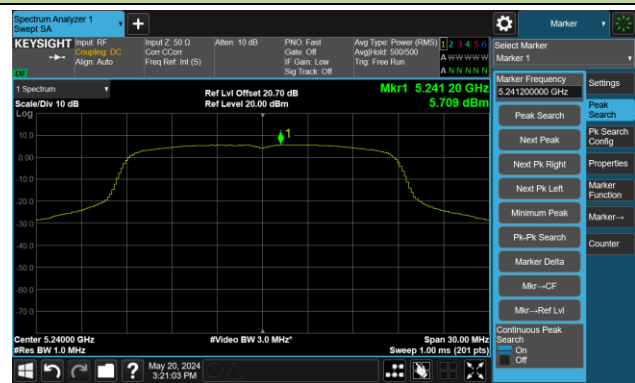 Spectrum Analyzer 1
Swept SA
Marker
KEYSIGHT
Input: RF
Coupling: DC
Align: Auto
Input Z: 50 Ω
Corr CCorr
Freq Ref: Int (S)
Atten: 10 dB
PNO: Fast
Gate: Off
IF Gain: Low
Sig Track: Off
Avg Type: Power (RMS)
Avg|Hold: 500/500
Trig: Free Run
1 2 3 4 5 6
A W W W W W
A N N N N N
LV
Select Marker
Marker 1
1 Spectrum
Scale/Div 10 dB
Log
Ref Lvl Offset 20.70 dB
Ref Level 20.00 dBm
Mkr1 5.241 20 GHz
5.709 dBm
1
10.0
0.00
-10.0
-20.0
-30.0
-40.0
-50.0
-60.0
-70.0
Center 5.24000 GHz
#Res BW 1.0 MHz
#Video BW 3.0 MHz*
Span 30.00 MHz
Sweep 1.00 ms (201 pts)
Marker Frequency
5.241200000 GHz
Peak Search
Next Peak
Next Pk Right
Next Pk Left
Minimum Peak
Pk-Pk Search
Marker Delta
Mkr→CF
Mkr→Ref Lvl
Continuous Peak
Search
On
Off
Settings
Peak
Search
Pk Search
Config
Properties
Marker
Function
Marker→
Counter
May 20, 2024
3:21:03 PM